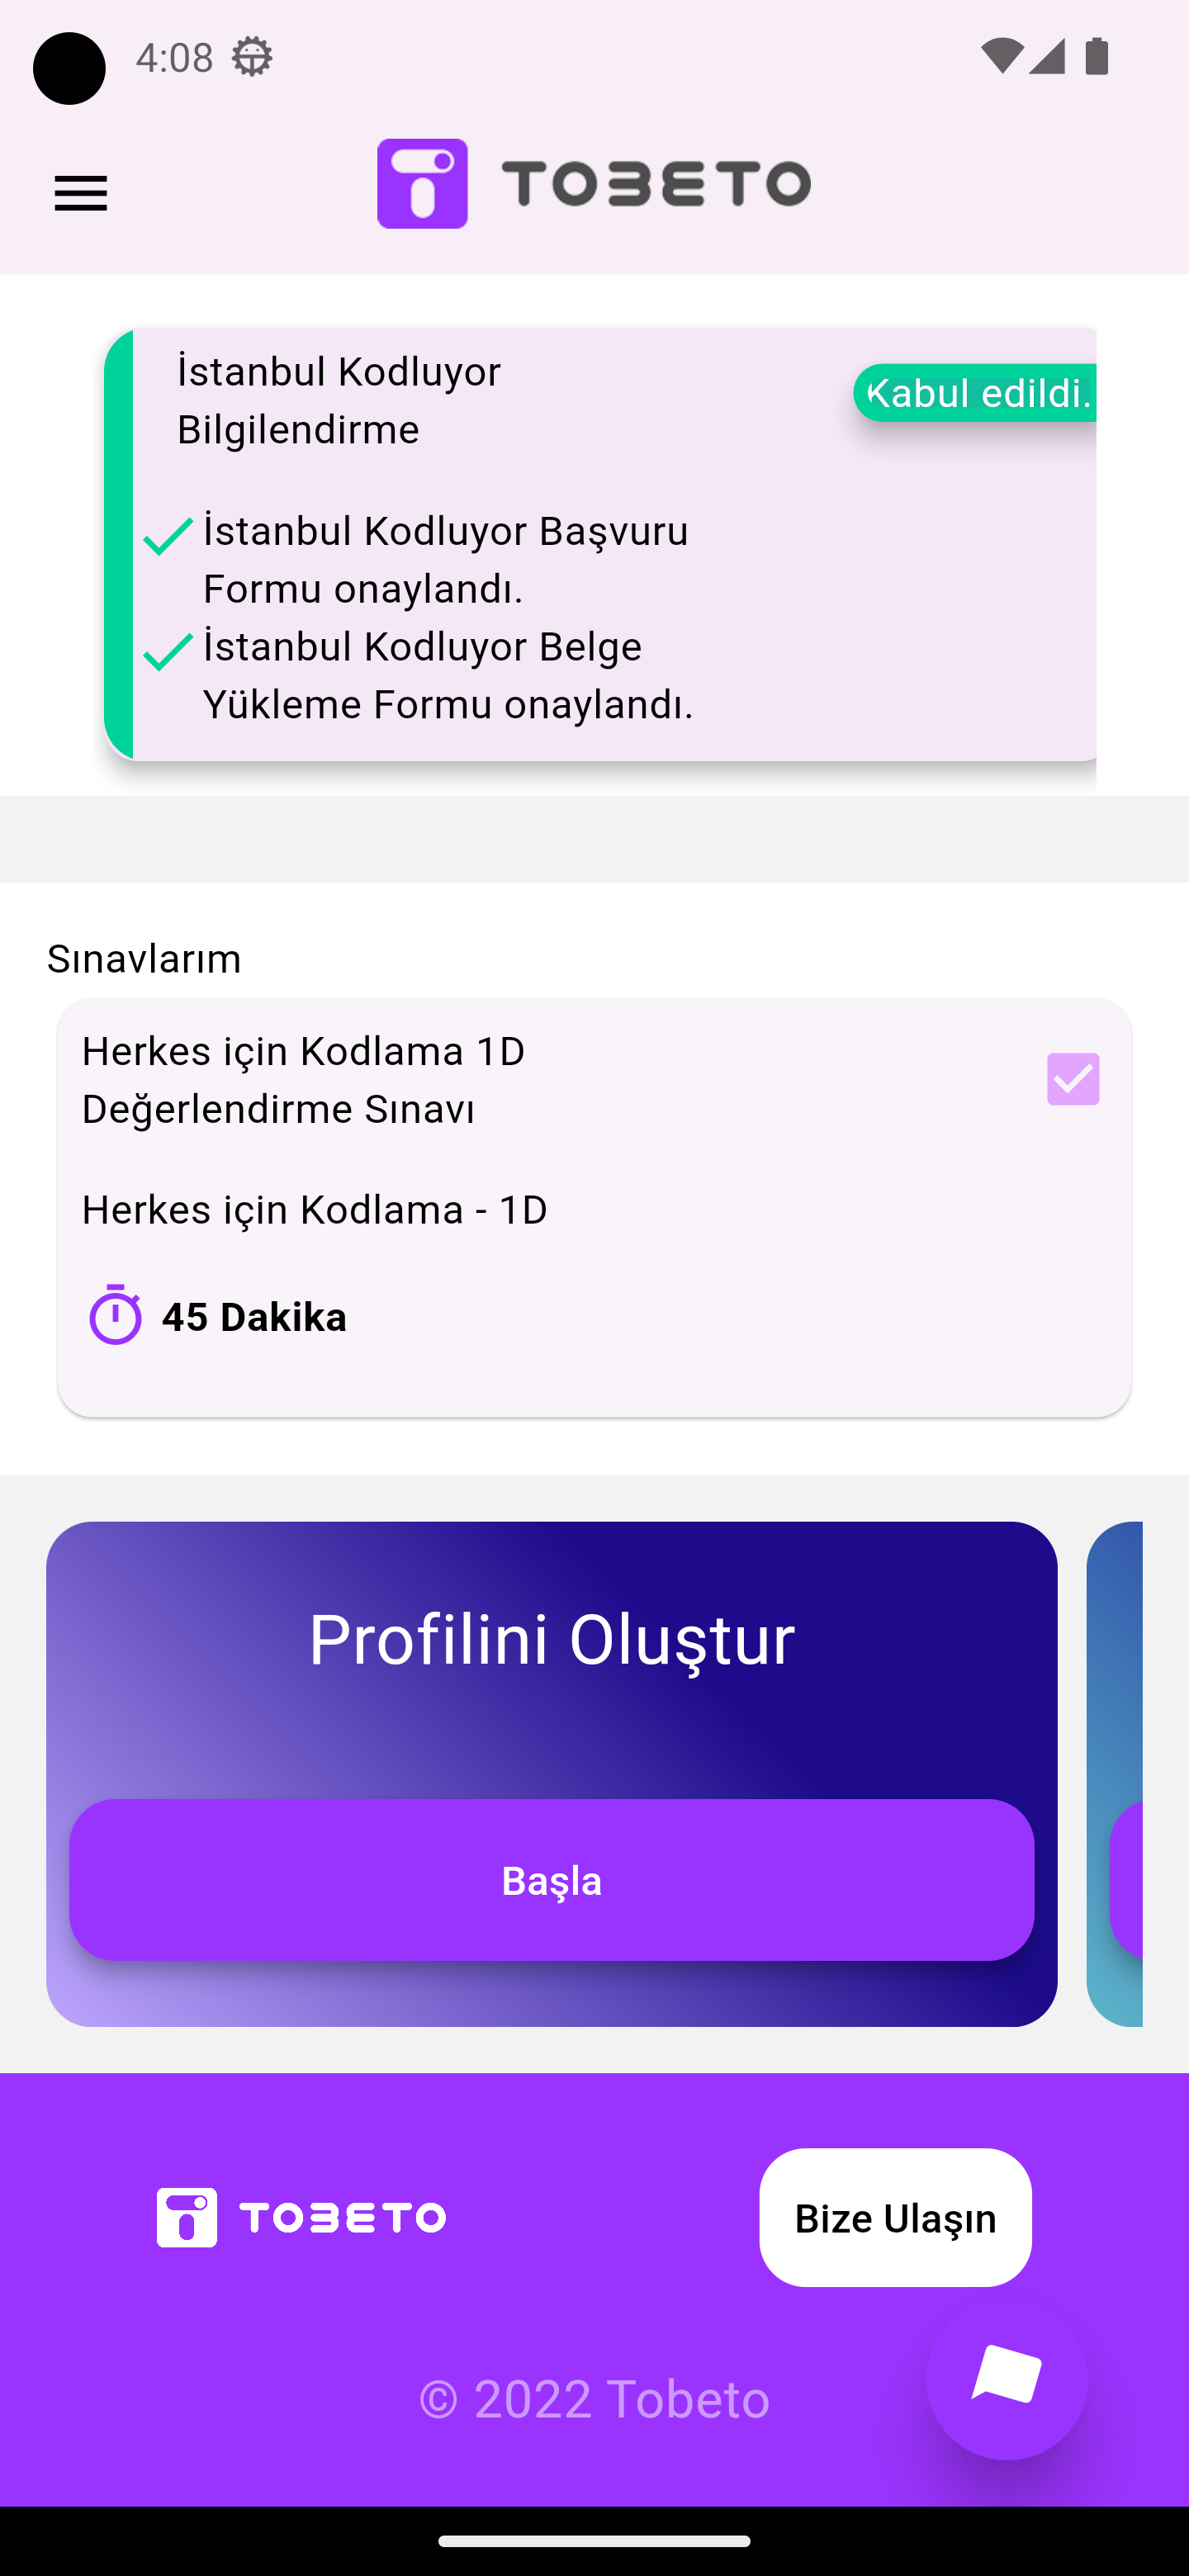 4:08
TOBETO
İstanbul Kodluyor
Bilgilendirme
Kabul edildi.
İstanbul Kodluyor Başvuru
Formu onaylandı.
İstanbul Kodluyor Belge
Yükleme Formu onaylandı.
Sınavlarım
Herkes için Kodlama 1D
Değerlendirme Sınavı
Herkes için Kodlama - 1D
45 Dakika
Profilini Oluştur
Başla
TOBETO
Bize Ulaşın
© 2022 Tobeto